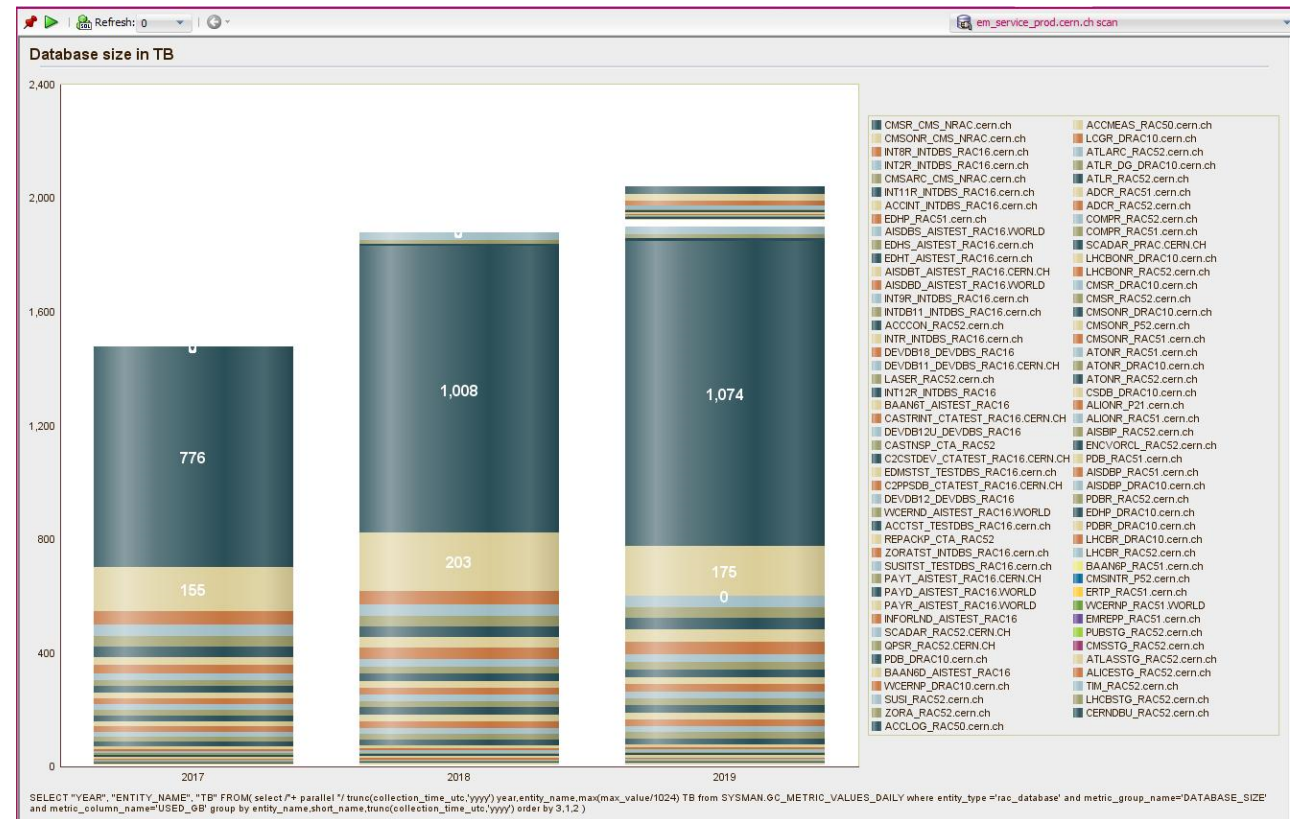 Refresh: 0
em_service_prod.cern.ch scan
Database size in TB
2,400
2,000
1,600
1,200
800
400
0
0
776
155
0
1,008
203
1,074
175
0
2017
2018
2019
CMSR_CMS_NRAC.cern.ch
CMSONR_CMS_NRAC.cern.ch
INT8R_INTDBS_RAC16.cern.ch
INT2R_INTDBS_RAC16.cern.ch
CMSARC_CMS_NRAC.cern.ch
INT11R_INTDBS_RAC16.cern.ch
ACCINT_INTDBS_RAC16.cern.ch
EDHP_RAC51.cern.ch
AISDBS_AISTEST_RAC16.WORLD
EDHS_AISTEST_RAC16.cern.ch
EDHT_AISTEST_RAC16.cern.ch
AISDBT_AISTEST_RAC16.CERN.CH
AISDBD_AISTEST_RAC16.WORLD
INT9R_INTDBS_RAC16.cern.ch
INTDB11_INTDBS_RAC16.cern.ch
ACCCON_RAC52.cern.ch
INTR_INTDBS_RAC16.cern.ch
DEVDB18_DEVDBS_RAC16
DEVDB11_DEVDBS_RAC16.CERN.CH
LASER_RAC52.cern.ch
INT12R_INTDBS_RAC16
BAAN6T_AISTEST_RAC16
CASTRINT_CTATEST_RAC16.CERN.CH
DEVDB12U_DEVDBS_RAC16
CASTNSP_CTA_RAC52
C2CSTDEV_CTATEST_RAC16.CERN.CH
EDMSTST_TESTDBS_RAC16.cern.ch
C2PPSDB_CTATEST_RAC16.CERN.CH
DEVDB12_DEVDBS_RAC16
WCERND_AISTEST_RAC16.WORLD
ACCTST_TESTDBS_RAC16.cern.ch
REPACKP_CTA_RAC52
ZORATST_INTDBS_RAC16.cern.ch
SUSITST_TESTDBS_RAC16.cern.ch
PAYT_AISTEST_RAC16.CERN.CH
PAYD_AISTEST_RAC16.WORLD
PAYR_AISTEST_RAC16.WORLD
INFORLND_AISTEST_RAC16
SCADAR_RAC52.CERN.CH
QPSR_RAC52.CERN.CH
PDB_DRAC10.cern.ch
BAAN6D_AISTEST_RAC16
WCERNP_DRAC10.cern.ch
SUSI_RAC52.cern.ch
ZORA_RAC52.cern.ch
ACCLOG_RAC50.cern.ch
ACCMEAS_RAC50.cern.ch
LCGR_DRAC10.cern.ch
ATLARC_RAC52.cern.ch
ATLR_DG_DRAC10.cern.ch
ATLR_RAC52.cern.ch
ADCR_RAC51.cern.ch
ADCR_RAC52.cern.ch
COMPR_RAC52.cern.ch
COMPR_RAC51.cern.ch
SCADAR_PRAC.CERN.CH
LHCBONR_DRAC10.cern.ch
LHCBONR_RAC52.cern.ch
CMSR_DRAC10.cern.ch
CMSR_RAC52.cern.ch
CMSONR_DRAC10.cern.ch
CMSONR_P52.cern.ch
CMSONR_RAC51.cern.ch
ATONR_RAC51.cern.ch
ATONR_DRAC10.cern.ch
ATONR_RAC52.cern.ch
CSDB_DRAC10.cern.ch
ALIONR_P21.cern.ch
ALIONR_RAC51.cern.ch
AISBIP_RAC52.cern.ch
ENCVORCL_RAC52.cern.ch
PDB_RAC51.cern.ch
AISDBP_RAC51.cern.ch
AISDBP_DRAC10.cern.ch
PDBR_RAC52.cern.ch
EDHP_DRAC10.cern.ch
PDBR_DRAC10.cern.ch
LHCBR_DRAC10.cern.ch
LHCBR_RAC52.cern.ch
BAAN6P_RAC51.cern.ch
CMSINTR_P52.cern.ch
ERTP_RAC51.cern.ch
WCERNP_RAC51.WORLD
EMREPP_RAC51.cern.ch
PUBSTG_RAC52.cern.ch
CMSSTG_RAC52.cern.ch
ATLASSTG_RAC52.cern.ch
ALICESTG_RAC52.cern.ch
TIM_RAC52.cern.ch
LHCBSTG_RAC52.cern.ch
CERNDBU_RAC52.cern.ch
SELECT "YEAR", "ENTITY_NAME", "TB" FROM( select /*+ parallel */ trunc(collection_time_utc,'yyyy') year,entity_name,max(max_value/1024) TB from SYSMAN.GC_METRIC_VALUES_DAILY where entity_type ='rac_database' and metric_group_name='DATABASE_SIZE'
and metric_column_name='USED_GB' group by entity_name,short_name,trunc(collection_time_utc,'yyyy') order by 3,1,2 )